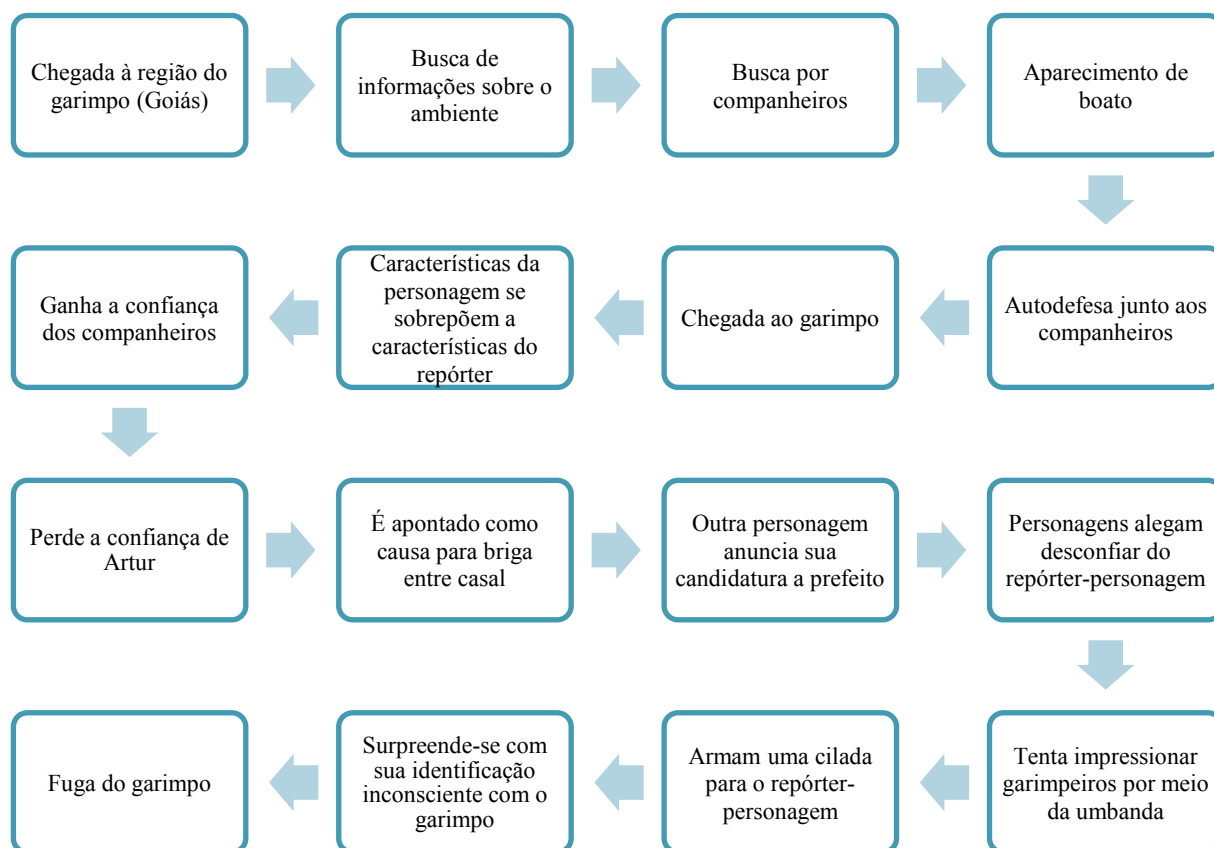 Chegada à região do
garimpo (Goiás)
Busca de
informações sobre o
ambiente
Busca por
companheiros
Aparecimento de
boato
Autodefesa junto aos
companheiros
Chegada ao garimpo
Características da
personagem se
sobrepõem a
características do
repórter
Ganha a confiança
dos companheiros
Perde a confiança de
Artur
É apontado como
causa para briga
entre casal
Outra personagem
anuncia sua
candidatura a prefeito
Personagens alegam
desconfiar do
repórter-personagem
Tenta impressionar
garimpeiros por meio
da umbanda
Armam uma cilada
para o repórter-
personagem
Surpreende-se com
sua identificação
inconsciente com o
garimpo
Fuga do garimpo